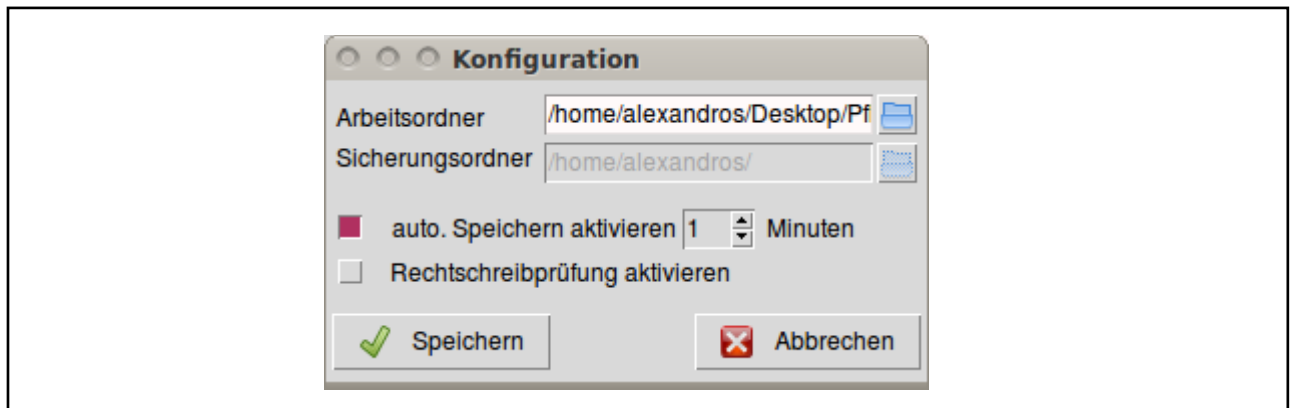 Konfiguration
Arbeitsordner /home/alexandros/Desktop/Pf
Sicherungsordner /home/alexandros/
auto. Speichern aktivieren 1 Minuten
Rechtschreibprüfung aktivieren
Speichern Abbrechen